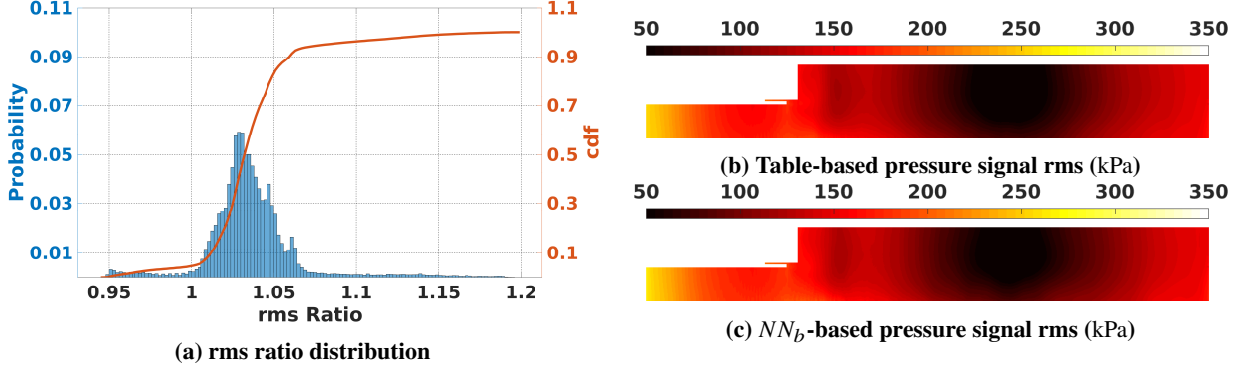 0.11
0.09
0.07
0.05
0.03
0.01
Probability
1.1
0.9
0.7
0.5
0.3
0.1
cdf
0.95 1 1.05 1.1 1.15 1.2
rms Ratio
(a) rms ratio distribution
50 100 150 200 250 300 350
(b) Table-based pressure signal rms (kPa)
50 100 150 200 250 300 350
(c) NN_b-based pressure signal rms (kPa)